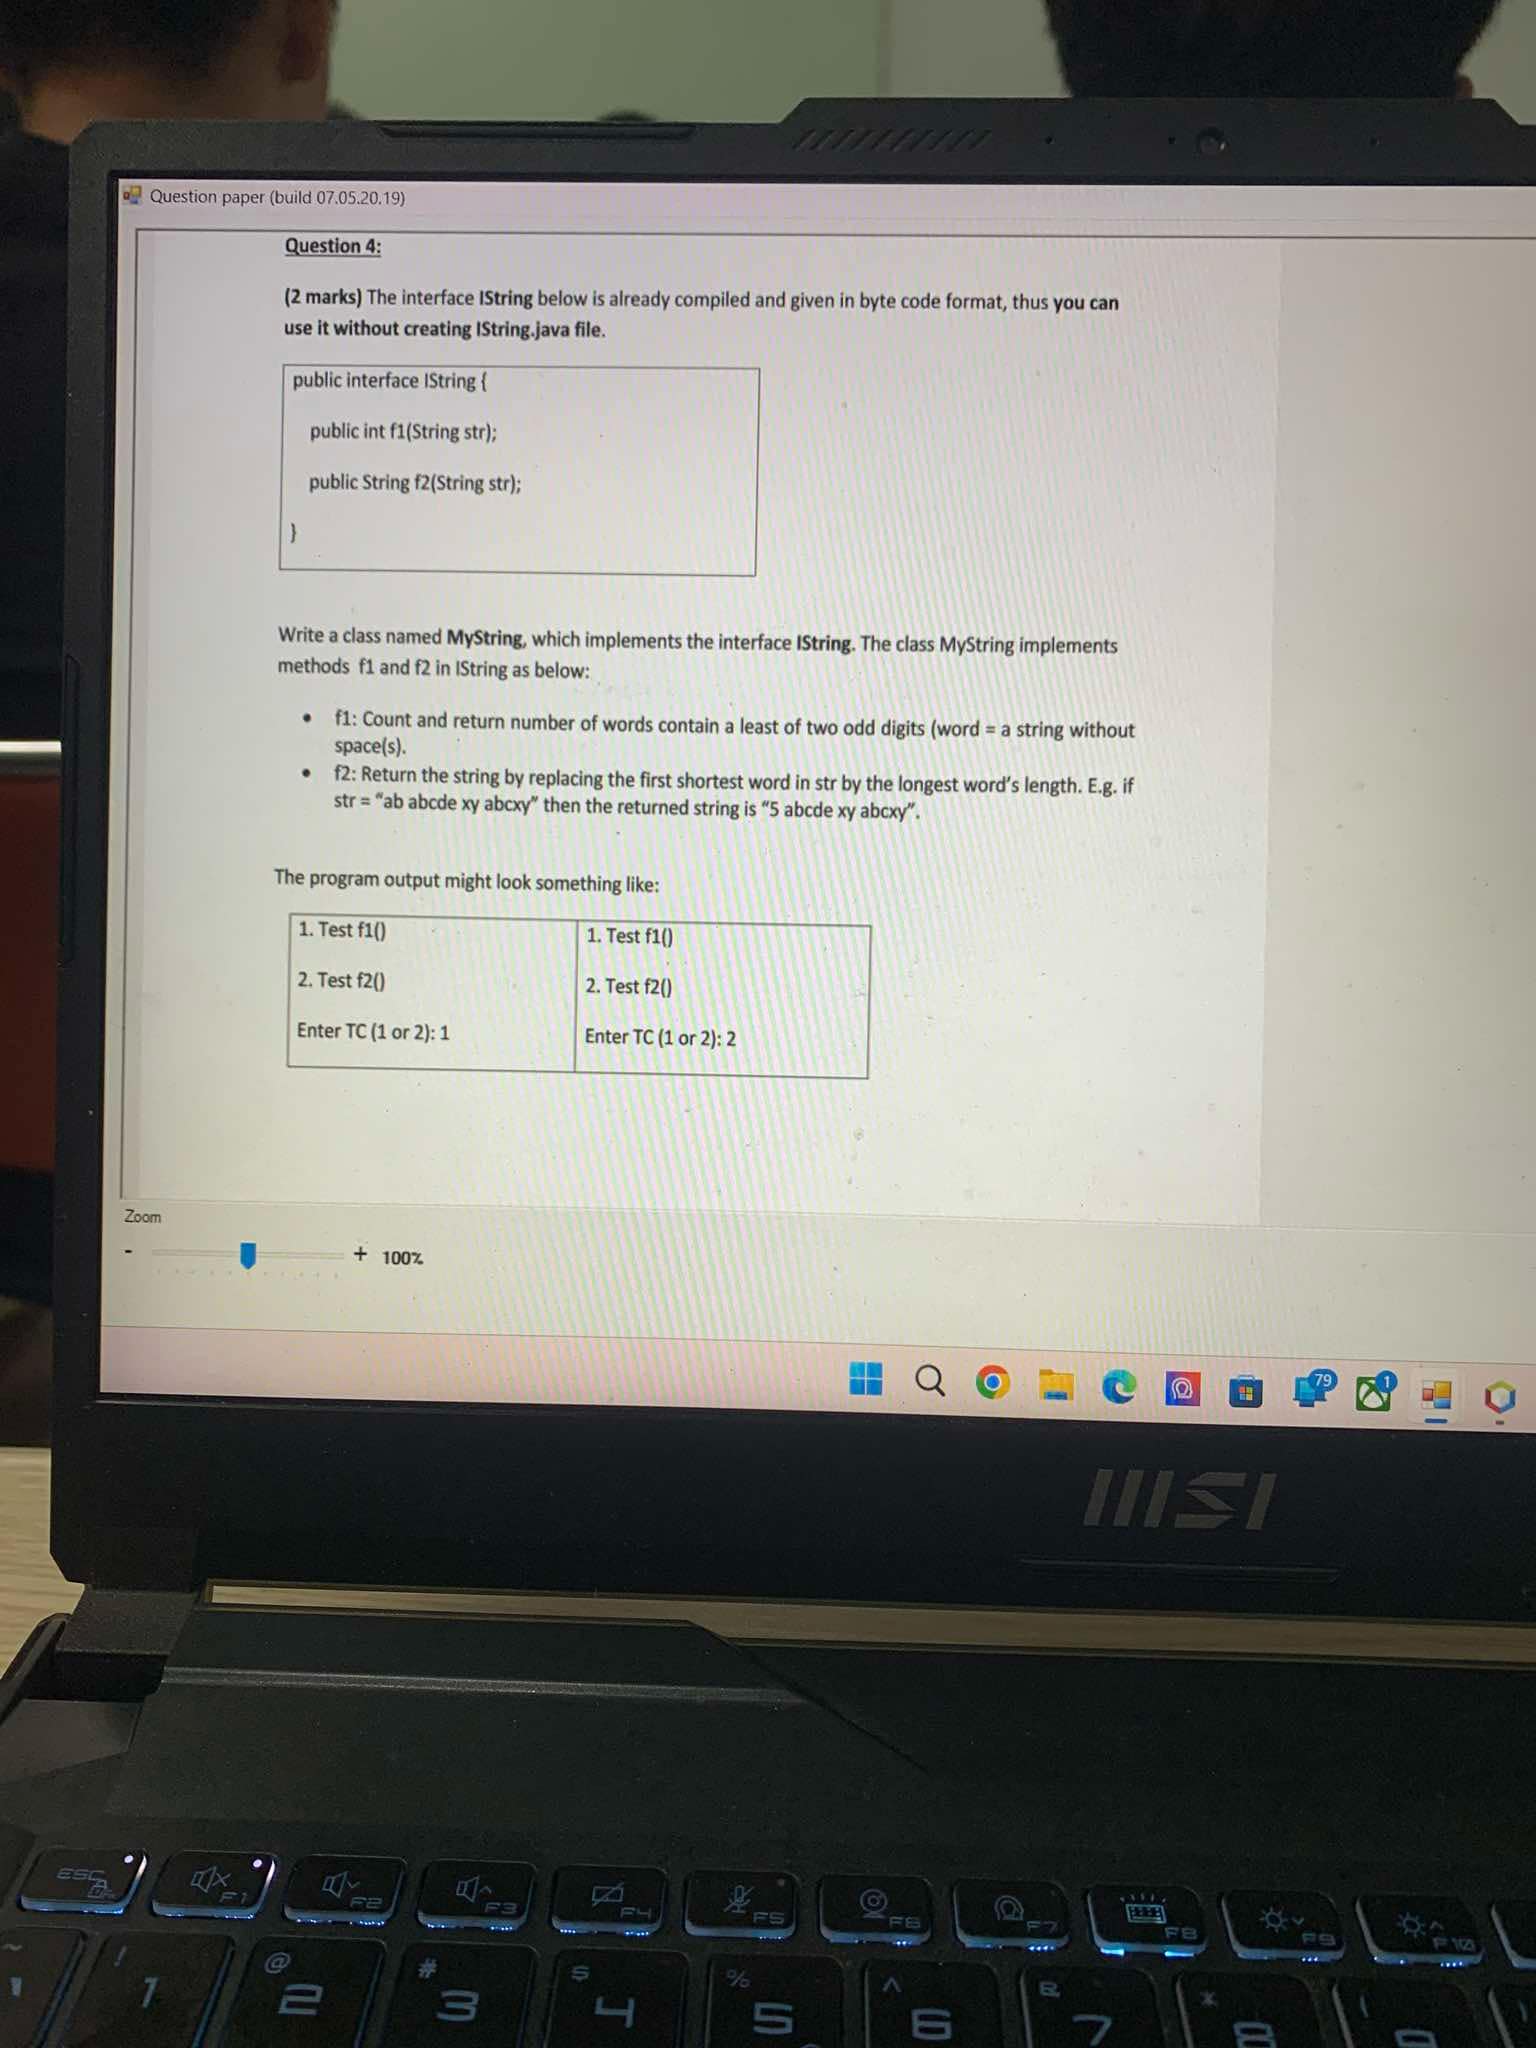 Question paper (build 07.05.20.19)
Question 4:
(2 marks) The interface IString below is already compiled and given in byte code format, thus you can
use it without creating IString.java file.
public interface IString {
public int f1(String str);
public String f2(String str);
}
Write a class named MyString, which implements the interface IString. The class MyString implements
methods f1 and f2 in IString as below:
• f1: Count and return number of words contain a least of two odd digits (word = a string without
space(s).
• f2: Return the string by replacing the first shortest word in str by the longest word's length. E.g. if
str = "ab abcde xy abcxy" then the returned string is "5 abcde xy abcxy".
The program output might look something like:
1. Test f1()
2. Test f2()
Enter TC (1 or 2): 1
1. Test f1()
2. Test f2()
Enter TC (1 or 2): 2
Zoom
- + 100%
79 1
msi
ESC F1 F2 F3 F4 F5 F6 F7 F8 F9 F10
~ ! @ # $ % ^ & * (
1 2 3 4 5 6 7 8 9